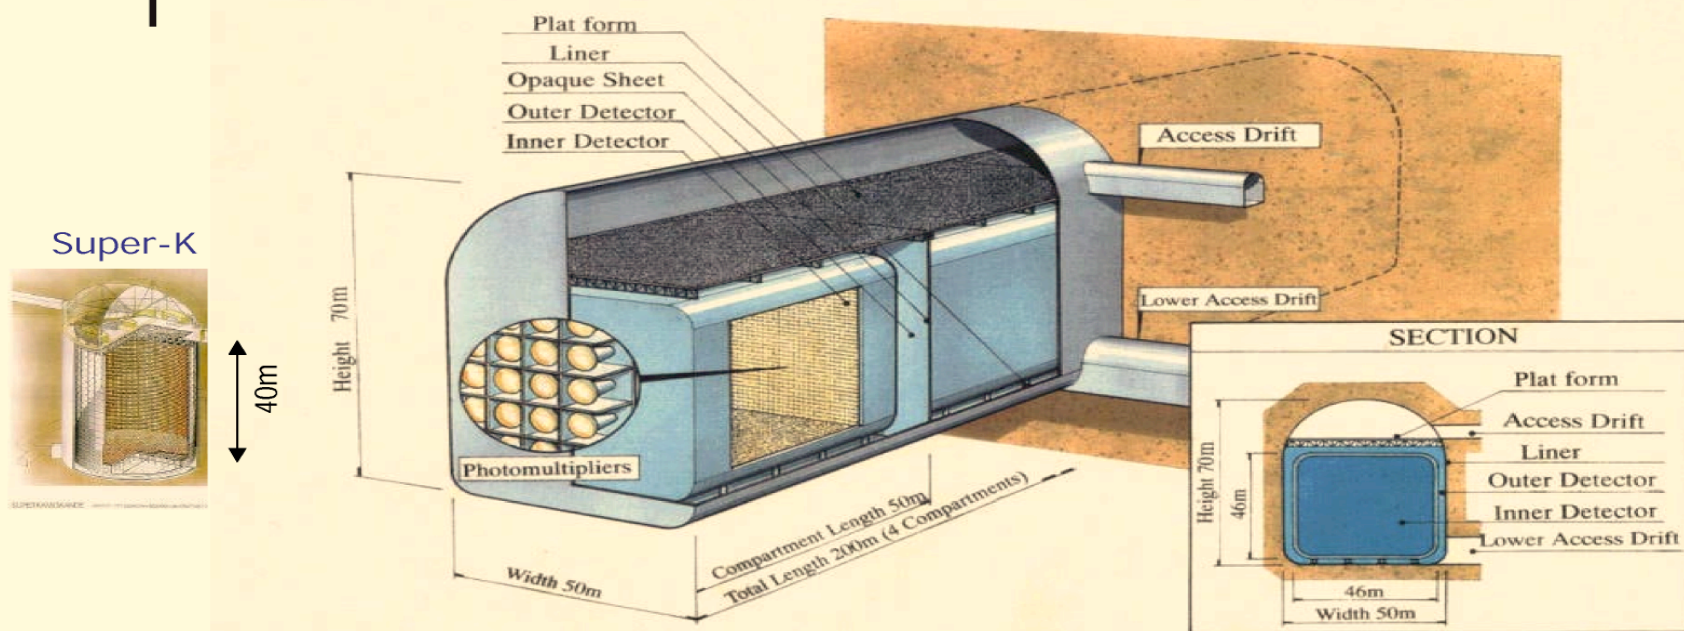 Plat form
Liner
Opaque Sheet
Outer Detector
Inner Detector
Access Drift
Super-K
Lower Access Drift
Height 70m
40m
Photomultipliers
Compartment Length 50m
Total Length 200m (4 Compartments)
Width 50m
SECTION
Plat form
Access Drift
Liner
Outer Detector
Inner Detector
Lower Access Drift
Height 70m
46m
46m
Width 50m